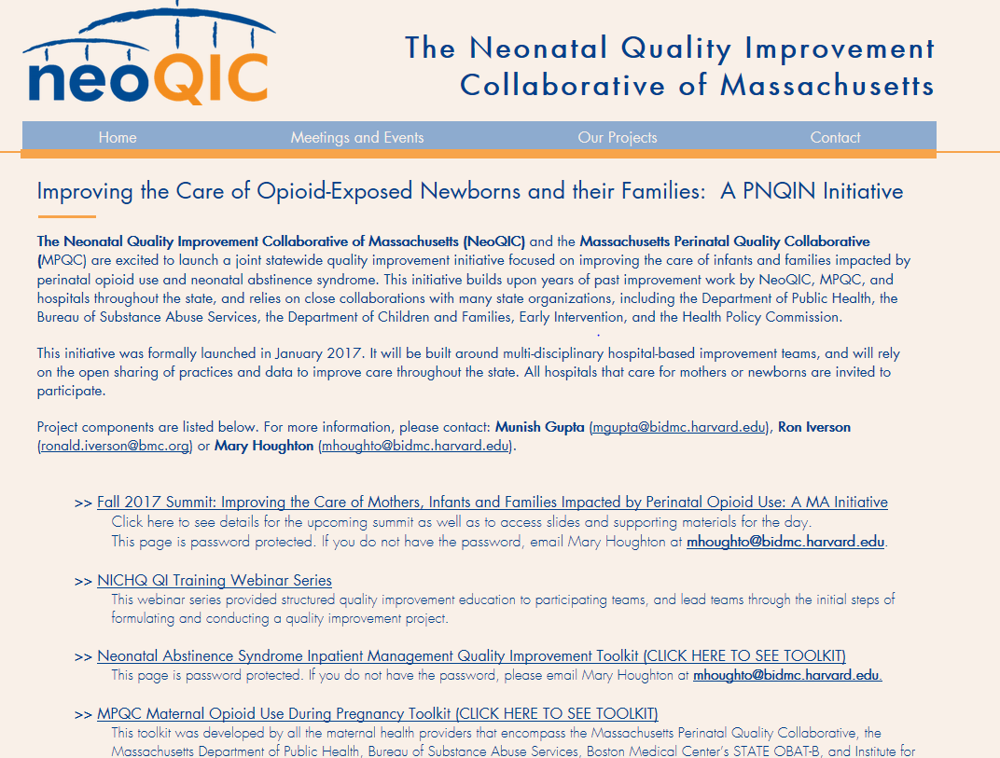 neoQIC
The Neonatal Quality Improvement
Collaborative of Massachusetts
Home Meetings and Events Our Projects Contact
Improving the Care of Opioid-Exposed Newborns and their Families: A PNQIN Initiative
The Neonatal Quality Improvement Collaborative of Massachusetts (NeoQIC) and the Massachusetts Perinatal Quality Collaborative
(MPQC) are excited to launch a joint statewide quality improvement initiative focused on improving the care of infants and families impacted by
perinatal opioid use and neonatal abstinence syndrome. This initiative builds upon years of past improvement work by NeoQIC, MPQC, and
hospitals throughout the state, and relies on close collaborations with many state organizations, including the Department of Public Health, the
Bureau of Substance Abuse Services, the Department of Children and Families, Early Intervention, and the Health Policy Commission.
.
This initiative was formally launched in January 2017. It will be built around multi-disciplinary hospital-based improvement teams, and will rely
on the open sharing of practices and data to improve care throughout the state. All hospitals that care for mothers or newborns are invited to
participate.
Project components are listed below. For more information, please contact: Munish Gupta (mgupta@bidmc.harvard.edu), Ron Iverson
(ronald.iverson@bmc.org) or Mary Houghton (mhoughto@bidmc.harvard.edu).
>> Fall 2017 Summit: Improving the Care of Mothers, Infants and Families Impacted by Perinatal Opioid Use: A MA Initiative
Click here to see details for the upcoming summit as well as to access slides and supporting materials for the day.
This page is password protected. If you do not have the password, email Mary Houghton at mhoughto@bidmc.harvard.edu.
>> NICHQ QI Training Webinar Series
This webinar series provided structured quality improvement education to participating teams, and lead teams through the initial steps of
formulating and conducting a quality improvement project.
>> Neonatal Abstinence Syndrome Inpatient Management Quality Improvement Toolkit (CLICK HERE TO SEE TOOLKIT)
This page is password protected. If you do not have the password, please email Mary Houghton at mhoughto@bidmc.harvard.edu.
>> MPQC Maternal Opioid Use During Pregnancy Toolkit (CLICK HERE TO SEE TOOLKIT)
This toolkit was developed by all the maternal health providers that encompass the Massachusetts Perinatal Quality Collaborative, the
Massachusetts Department of Public Health, Bureau of Substance Abuse Services, Boston Medical Center's STATE OBAT-B, and Institute for